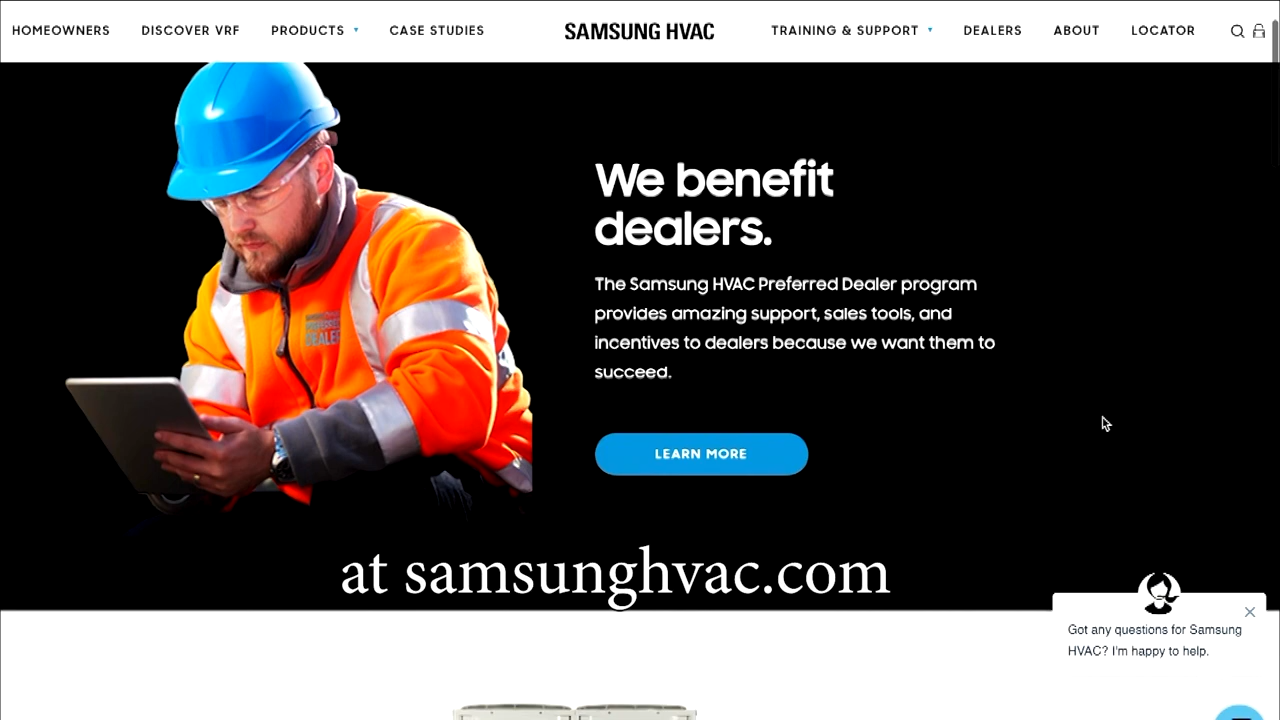 HOMEOWNERS DISCOVER VRF PRODUCTS CASE STUDIES SAMSUNG HVAC TRAINING & SUPPORT DEALERS ABOUT LOCATOR
We benefit
dealers.
The Samsung HVAC Preferred Dealer program
provides amazing support, sales tools, and
incentives to dealers because we want them to
succeed.
DEALER
LEARN MORE
at samsunghvac.com
Got any questions for Samsung
HVAC? I'm happy to help.